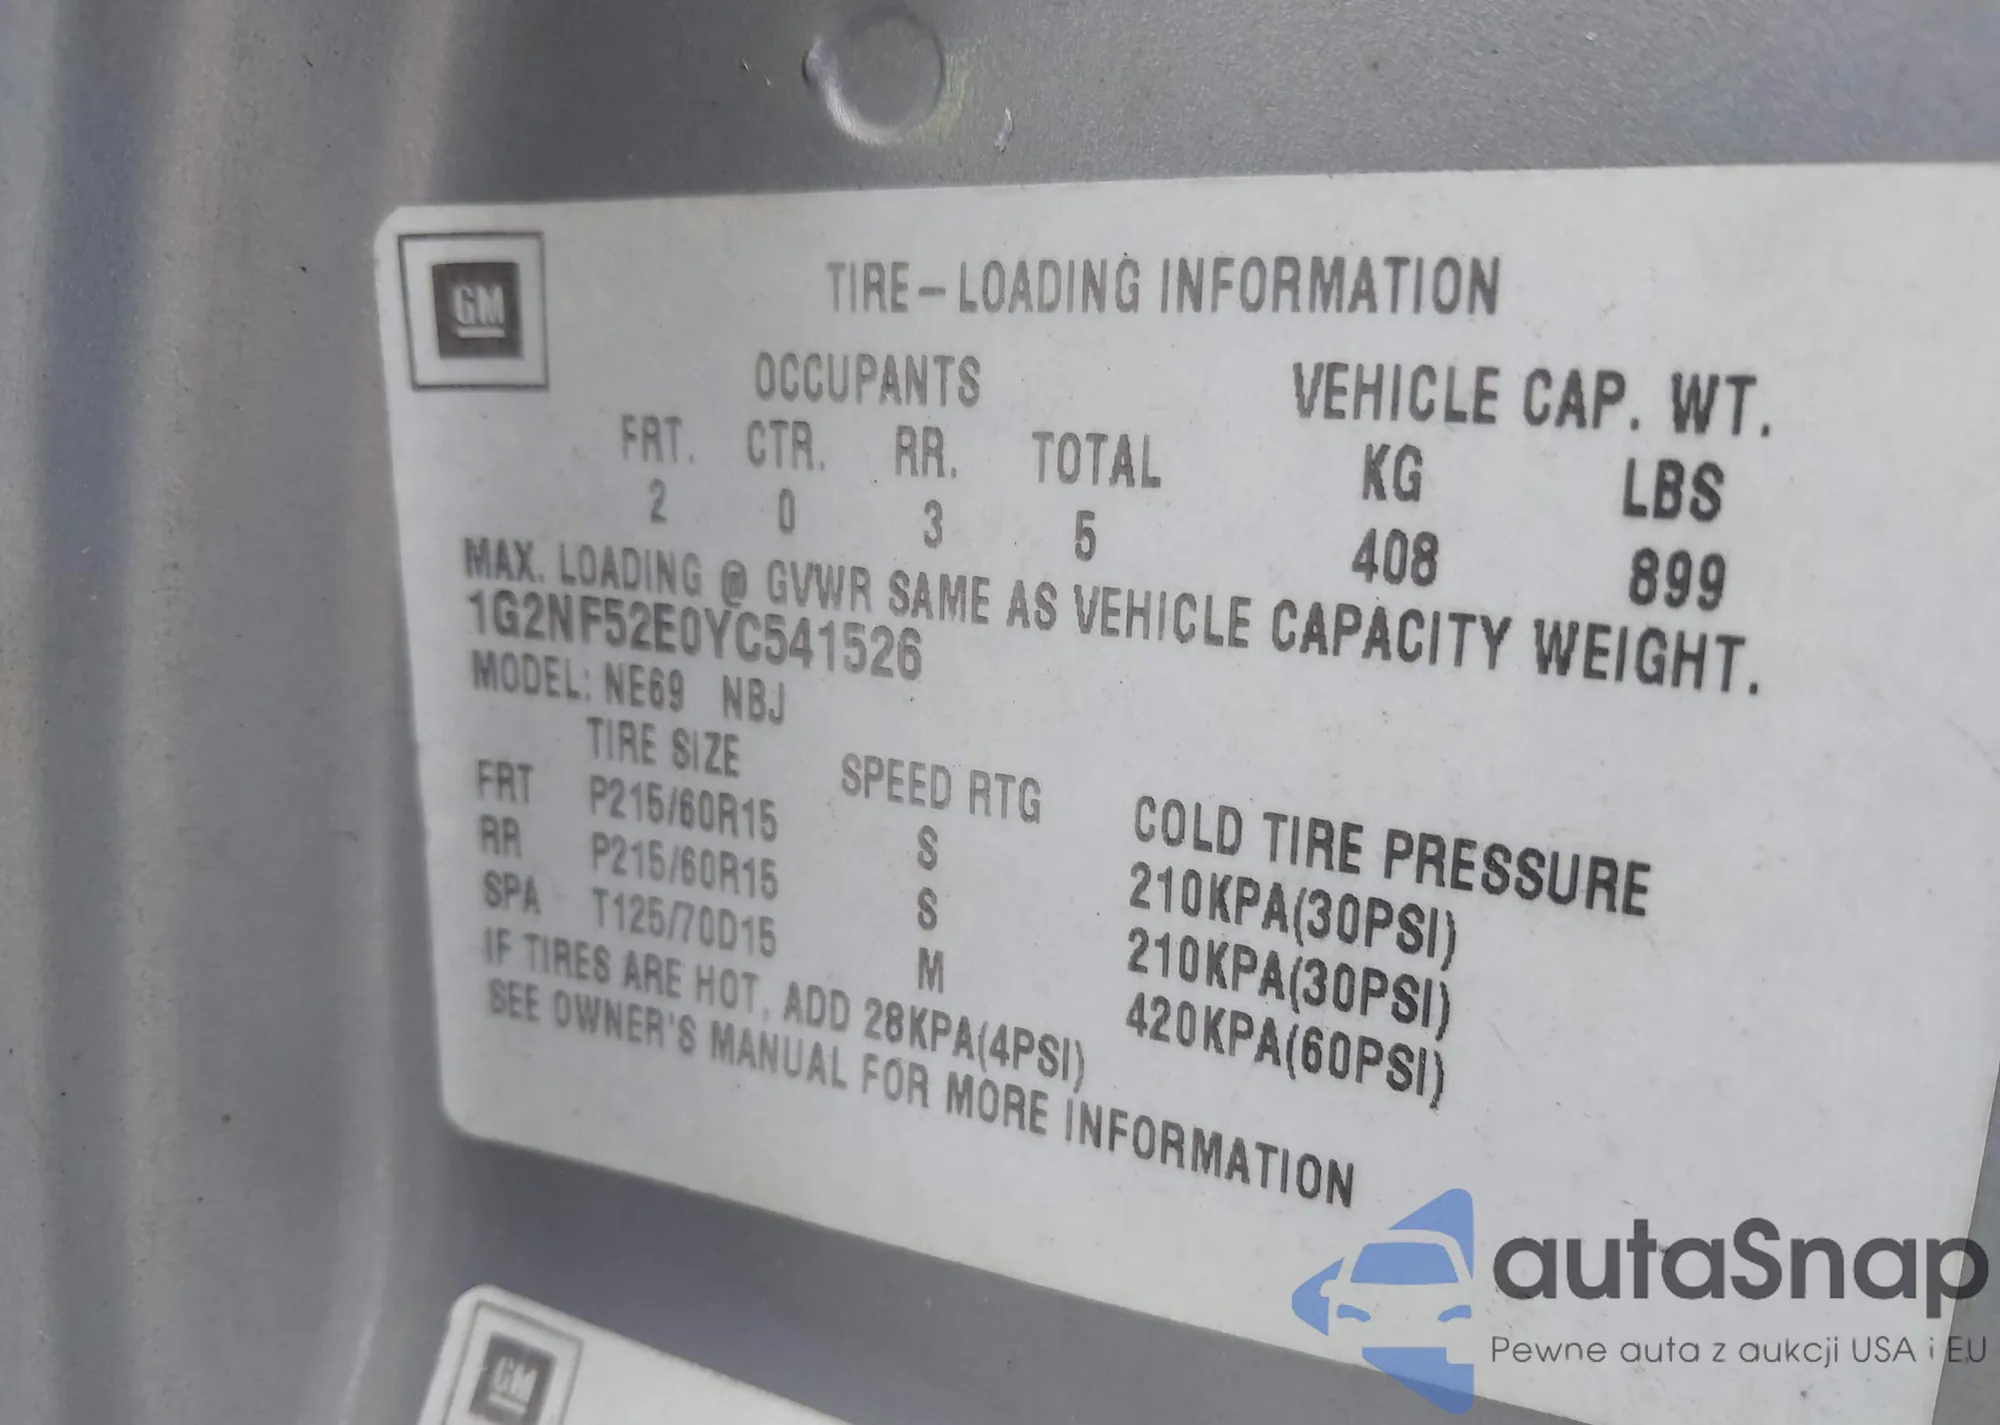 GM
TIRE-LOADING INFORMATION
OCCUPANTS VEHICLE CAP. WT.
FRT. CTR. RR. TOTAL KG LBS
2 0 3 5 408 899
MAX. LOADING @ GVWR SAME AS VEHICLE CAPACITY WEIGHT.
1G2NF52E0YC541526
MODEL: NE69 NBJ
TIRE SIZE SPEED RTG COLD TIRE PRESSURE
FRT P215/60R15 S 210KPA(30PSI)
RR P215/60R15 S 210KPA(30PSI)
SPA T125/70D15 M 420KPA(60PSI)
IF TIRES ARE HOT, ADD 28KPA(4PSI)
SEE OWNER'S MANUAL FOR MORE INFORMATION
GM
autaSnap
Pewne auta z aukcji USA i EU